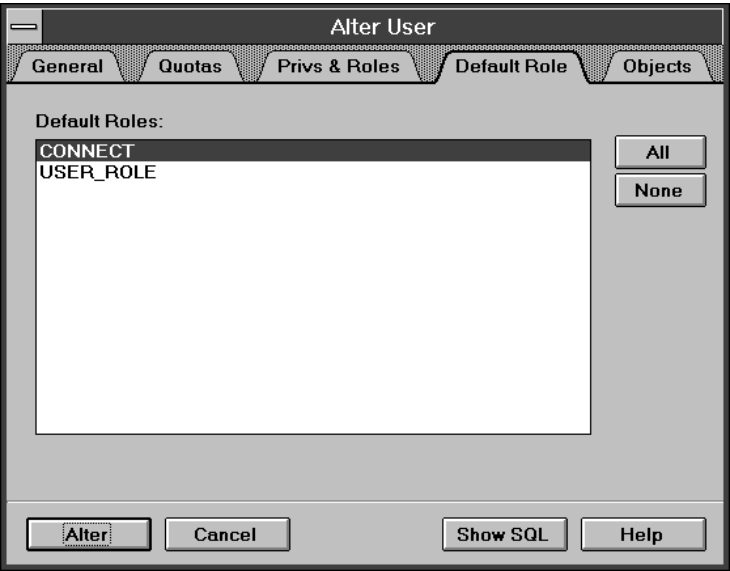 Alter User
General Quotas Privs & Roles Default Role Objects
Default Roles:
CONNECT
USER_ROLE
All
None
Alter Cancel Show SQL Help